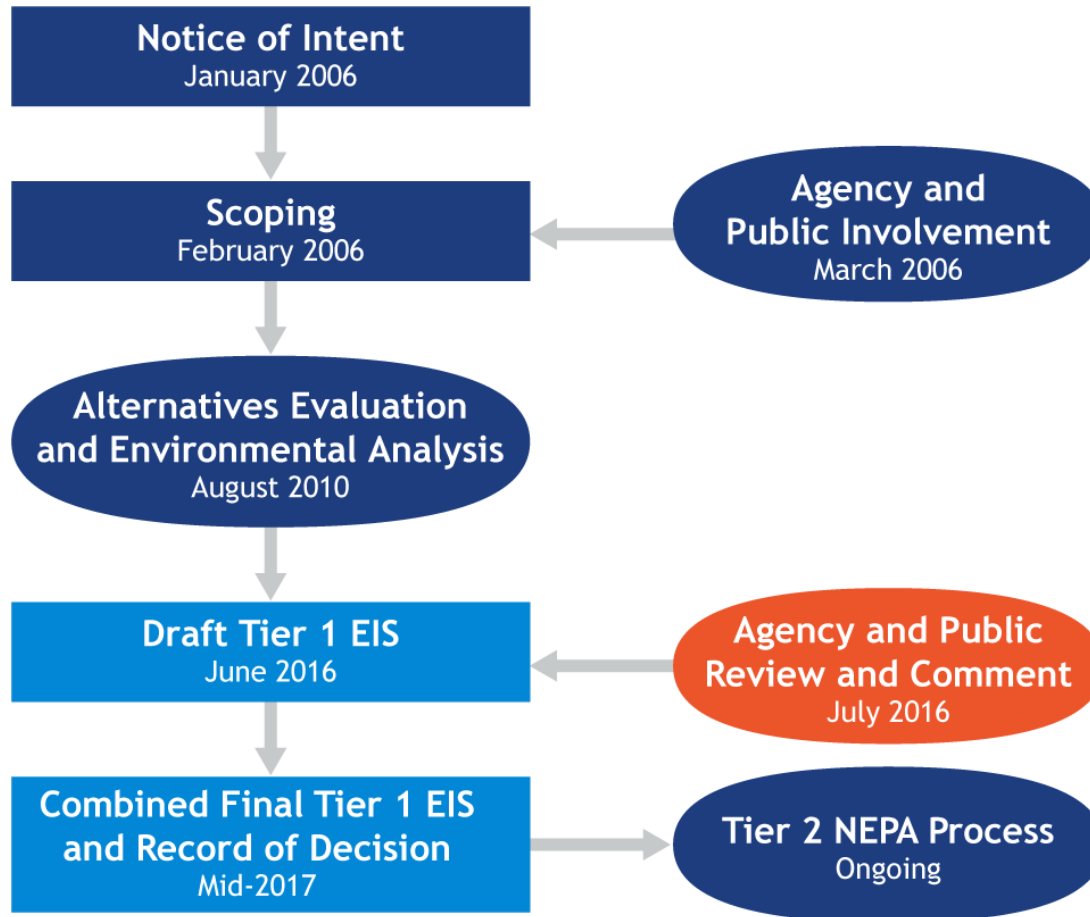 Notice of Intent
January 2006
Scoping
February 2006
Agency and
Public Involvement
March 2006
Alternatives Evaluation
and Environmental Analysis
August 2010
Draft Tier 1 EIS
June 2016
Agency and Public
Review and Comment
July 2016
Combined Final Tier 1 EIS
and Record of Decision
Mid-2017
Tier 2 NEPA Process
Ongoing